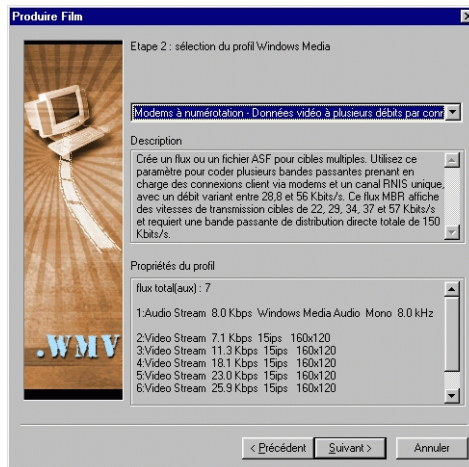 Produire Film
Etape 2 : sélection du profil Windows Media
Modems à numérotation - Données vidéo à plusieurs débits par conr
Description
Crée un flux ou un fichier ASF pour cibles multiples. Utilisez ce
paramètre pour coder plusieurs bandes passantes prenant en
charge des connexions client via modems et un canal RNIS unique,
avec un débit variant entre 28,8 et 56 Kbits/s. Ce flux MBR affiche
des vitesses de transmission cibles de 22, 29, 34, 37 et 57 Kbits/s
et requiert une bande passante de distribution directe totale de 150
Kbits/s.
Propriétés du profil
flux total(aux) : 7
1:Audio Stream 8.0 Kbps Windows Media Audio Mono 8.0 kHz
2:Video Stream 7.1 Kbps 15ips 160x120
3:Video Stream 11.3 Kbps 15ips 160x120
4:Video Stream 18.1 Kbps 15ips 160x120
5:Video Stream 23.0 Kbps 15ips 160x120
6:Video Stream 25.9 Kbps 15ips 160x120
.WMV
< Précédent
Suivant >
Annuler